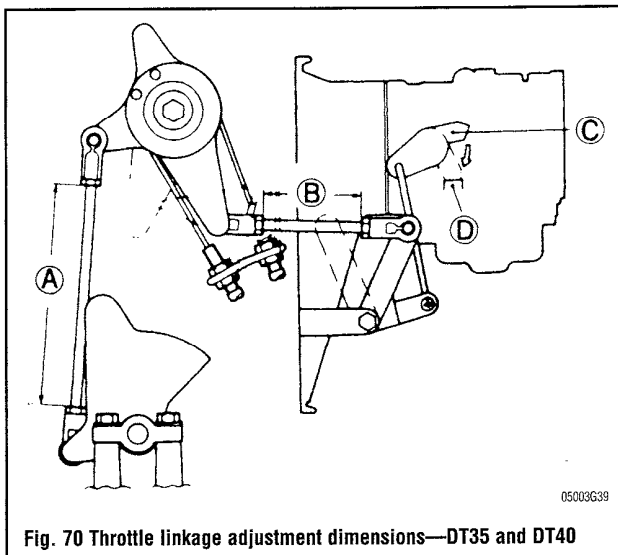 A
B
C
D
05003G39
Fig. 70 Throttle linkage adjustment dimensions—DT35 and DT40